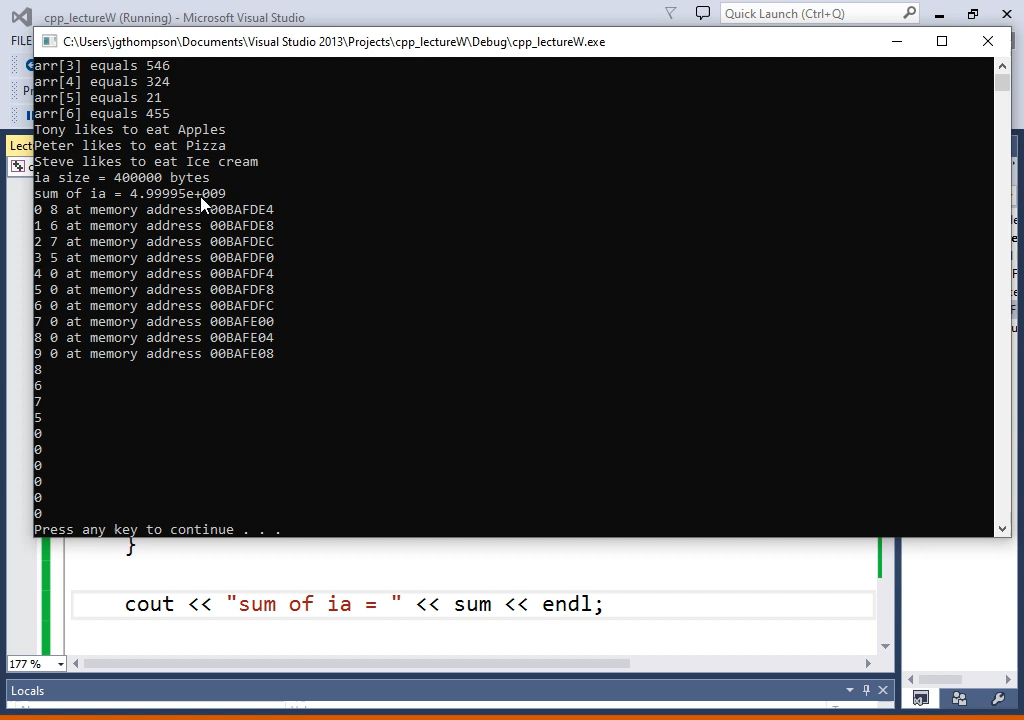 cpp_lectureW (Running) - Microsoft Visual Studio
Quick Launch (Ctrl+Q)
FILE
C:\Users\jgthompson\Documents\Visual Studio 2013\Projects\cpp_lectureW\Debug\cpp_lectureW.exe
arr[3] equals 546
arr[4] equals 324
arr[5] equals 21
arr[6] equals 455
Tony likes to eat Apples
Peter likes to eat Pizza
Steve likes to eat Ice cream
ia size = 400000 bytes
sum of ia = 4.99995e+009
0 8 at memory address 00BAFDE4
1 6 at memory address 00BAFDE8
2 7 at memory address 00BAFDEC
3 5 at memory address 00BAFDF0
4 0 at memory address 00BAFDF4
5 0 at memory address 00BAFDF8
6 0 at memory address 00BAFDFC
7 0 at memory address 00BAFE00
8 0 at memory address 00BAFE04
9 0 at memory address 00BAFE08
8
6
7
5
0
0
0
0
0
0
Press any key to continue . . .
}
cout << "sum of ia = " << sum << endl;
177 %
Locals